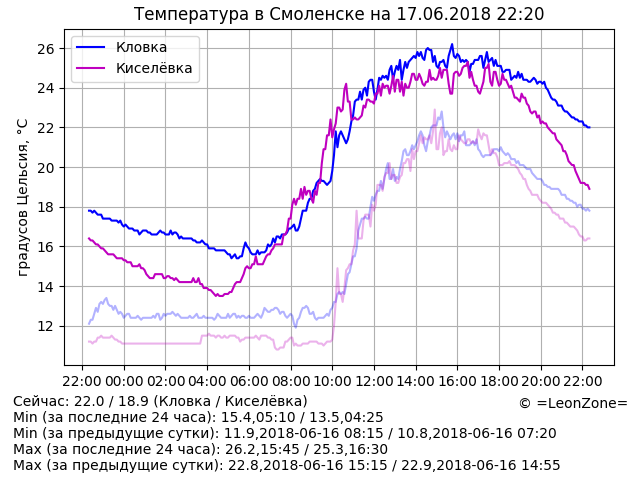 Температура в Смоленске на 17.06.2018 22:20
Кловка
Киселёвка
градусов Цельсия, °C
26
24
22
20
18
16
14
12
22:00 00:00 02:00 04:00 06:00 08:00 10:00 12:00 14:00 16:00 18:00 20:00 22:00
Сейчас: 22.0 / 18.9 (Кловка / Киселёвка)
© =LeonZone=
Min (за последние 24 часа): 15.4,05:10 / 13.5,04:25
Min (за предыдущие сутки): 11.9,2018-06-16 08:15 / 10.8,2018-06-16 07:20
Max (за последние 24 часа): 26.2,15:45 / 25.3,16:30
Max (за предыдущие сутки): 22.8,2018-06-16 15:15 / 22.9,2018-06-16 14:55